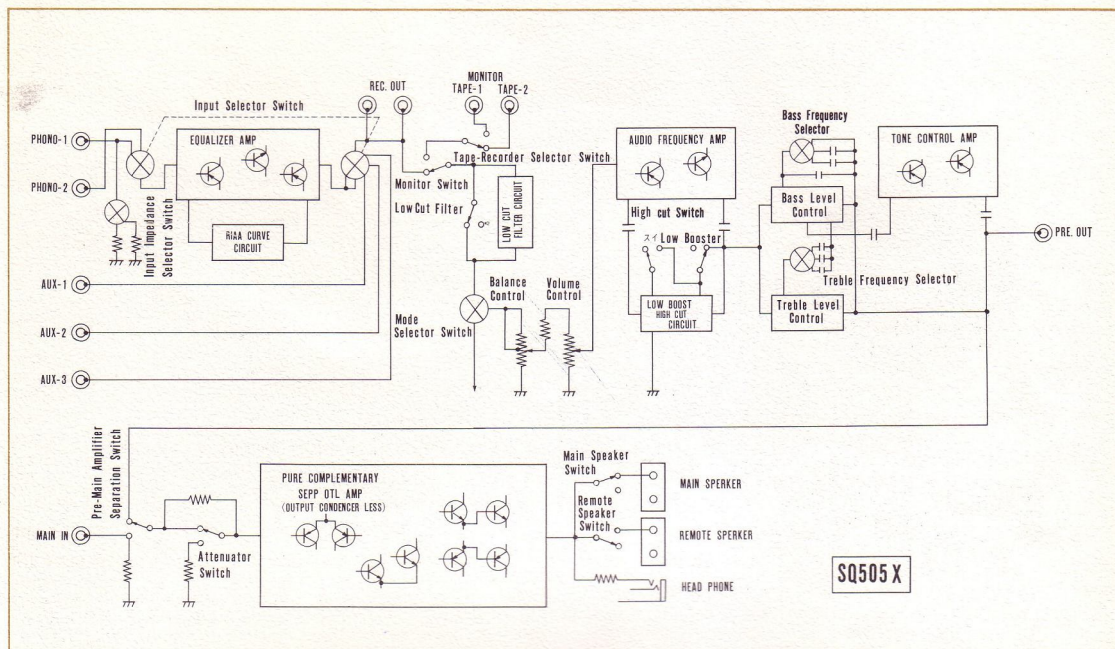 MONITOR
REC. OUT
TAPE-1
TAPE-2
Input Selector Switch
PHONO-1
PHONO-2
EQUALIZER AMP
RIAA CURVE
CIRCUIT
Input Impedance
Selector Switch
AUX-1
AUX-2
AUX-3
Tape-Recorder Selector Switch
Monitor Switch
Low Cut Filter
LOW CUT
FILTER CIRCUIT
Mode
Selector Switch
Balance
Control
Volume
Control
AUDIO FREQUENCY AMP
High cut Switch
スイ
Low Booster
LOW BOOST
HIGH CUT
CIRCUIT
Bass Frequency
Selector
Bass Level
Control
Treble Frequency Selector
Treble Level
Control
TONE CONTROL AMP
PRE. OUT
Pre-Main Amplifier
Separation Switch
MAIN IN
Attenuator
Switch
PURE COMPLEMENTARY
SEPP OTL AMP
(OUTPUT CONDENCER LESS)
Main Speaker
Switch
Remote
Speaker
Switch
MAIN SPERKER
REMOTE SPERKER
HEAD PHONE
SQ505X